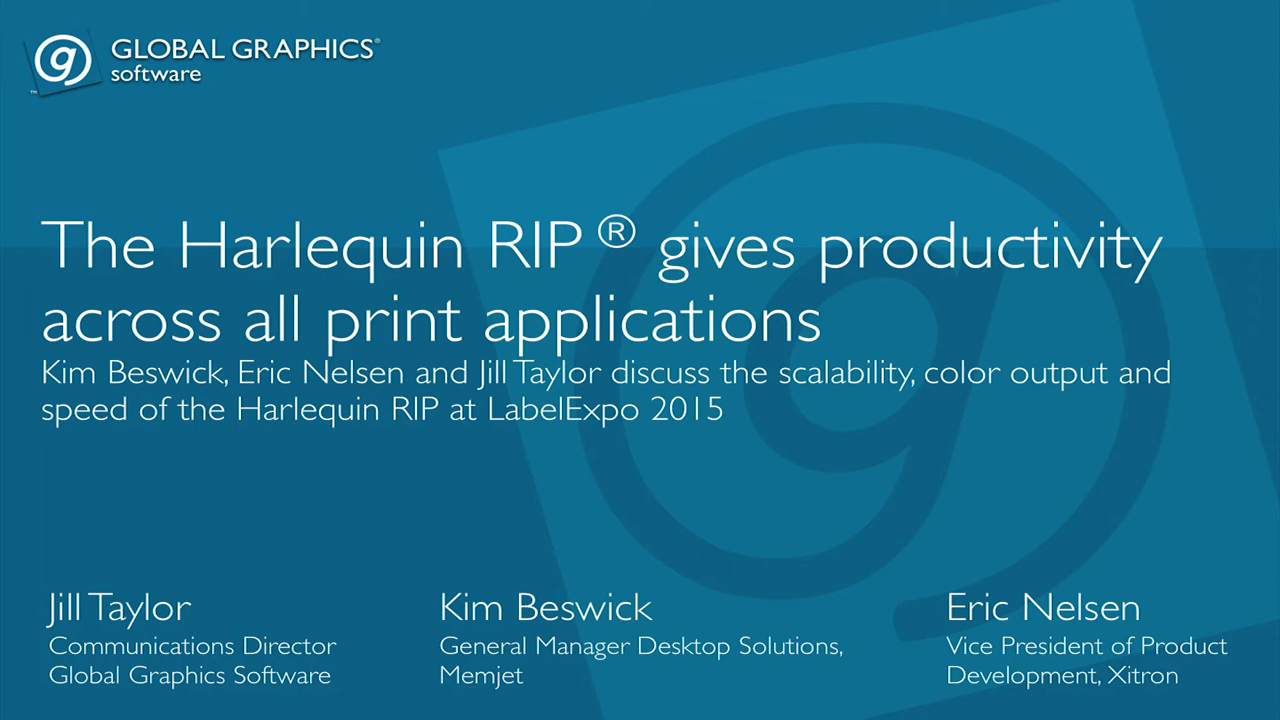 GLOBAL GRAPHICS®
software
™
The Harlequin RIP ® gives productivity
across all print applications
Kim Beswick, Eric Nelsen and Jill Taylor discuss the scalability, color output and
speed of the Harlequin RIP at LabelExpo 2015
Jill Taylor
Communications Director
Global Graphics Software
Kim Beswick
General Manager Desktop Solutions,
Memjet
Eric Nelsen
Vice President of Product
Development, Xitron